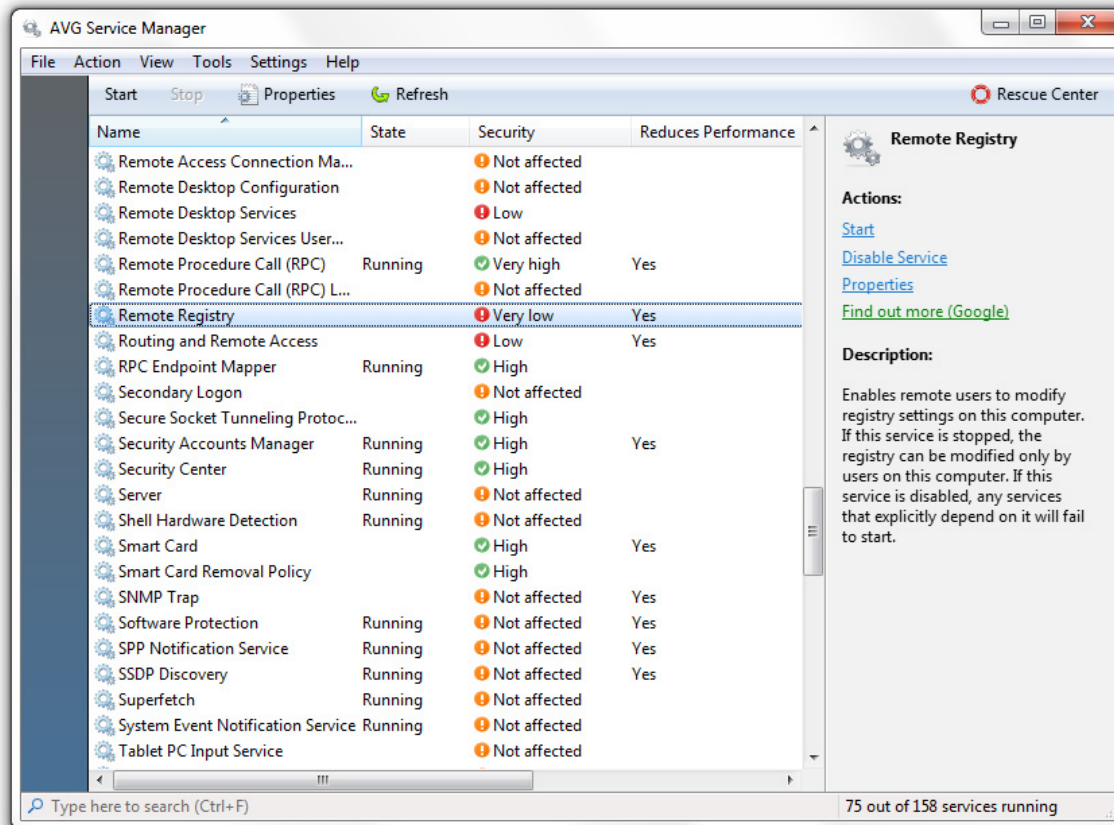 AVG Service Manager
File Action View Tools Settings Help
Start Stop Properties Refresh Rescue Center
Name State Security Reduces Performance
Remote Access Connection Ma... Not affected
Remote Desktop Configuration Not affected
Remote Desktop Services Low
Remote Desktop Services User... Not affected
Remote Procedure Call (RPC) Running Very high Yes
Remote Procedure Call (RPC) L... Not affected
Remote Registry Very low Yes
Routing and Remote Access Low Yes
RPC Endpoint Mapper Running High
Secondary Logon Not affected
Secure Socket Tunneling Protoc... High
Security Accounts Manager Running High Yes
Security Center Running High
Server Running Not affected
Shell Hardware Detection Running Not affected
Smart Card High Yes
Smart Card Removal Policy High
SNMP Trap Not affected Yes
Software Protection Running Not affected Yes
SPP Notification Service Running Not affected Yes
SSDP Discovery Running Not affected Yes
Superfetch Running Not affected
System Event Notification Service Running Not affected
Tablet PC Input Service Not affected
Remote Registry
Actions:
Start
Disable Service
Properties
Find out more (Google)
Description:
Enables remote users to modify
registry settings on this computer.
If this service is stopped, the
registry can be modified only by
users on this computer. If this
service is disabled, any services
that explicitly depend on it will fail
to start.
Type here to search (Ctrl+F)
75 out of 158 services running